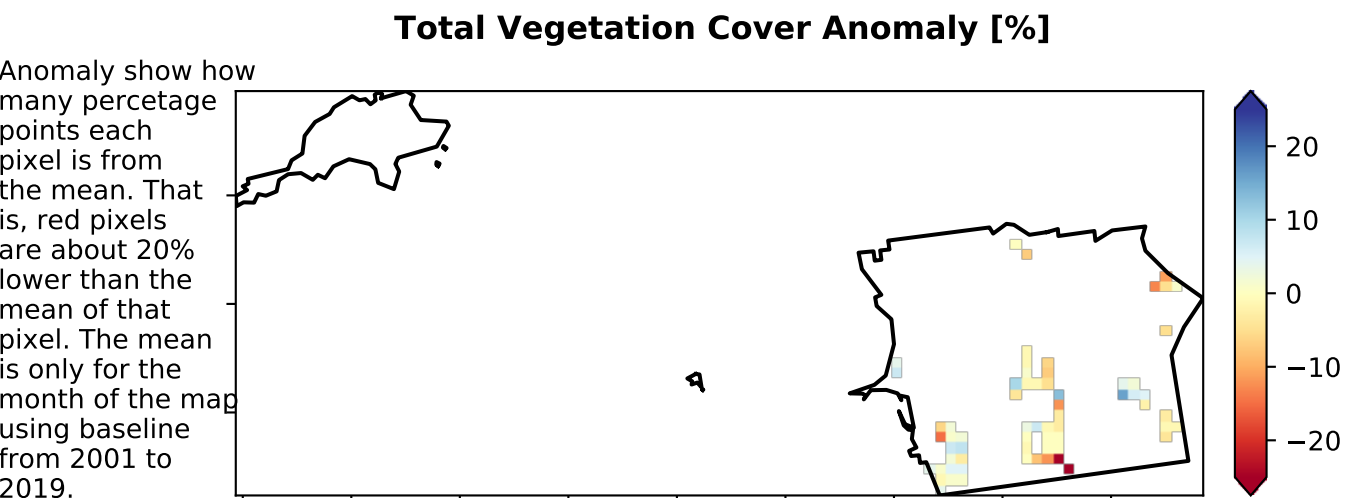 Total Vegetation Cover Anomaly [%]
Anomaly show how
many percetage
points each
pixel is from
the mean. That
is, red pixels
are about 20%
lower than the
mean of that
pixel. The mean
is only for the
month of the map
using baseline
from 2001 to
2019.
20
10
0
−10
−20